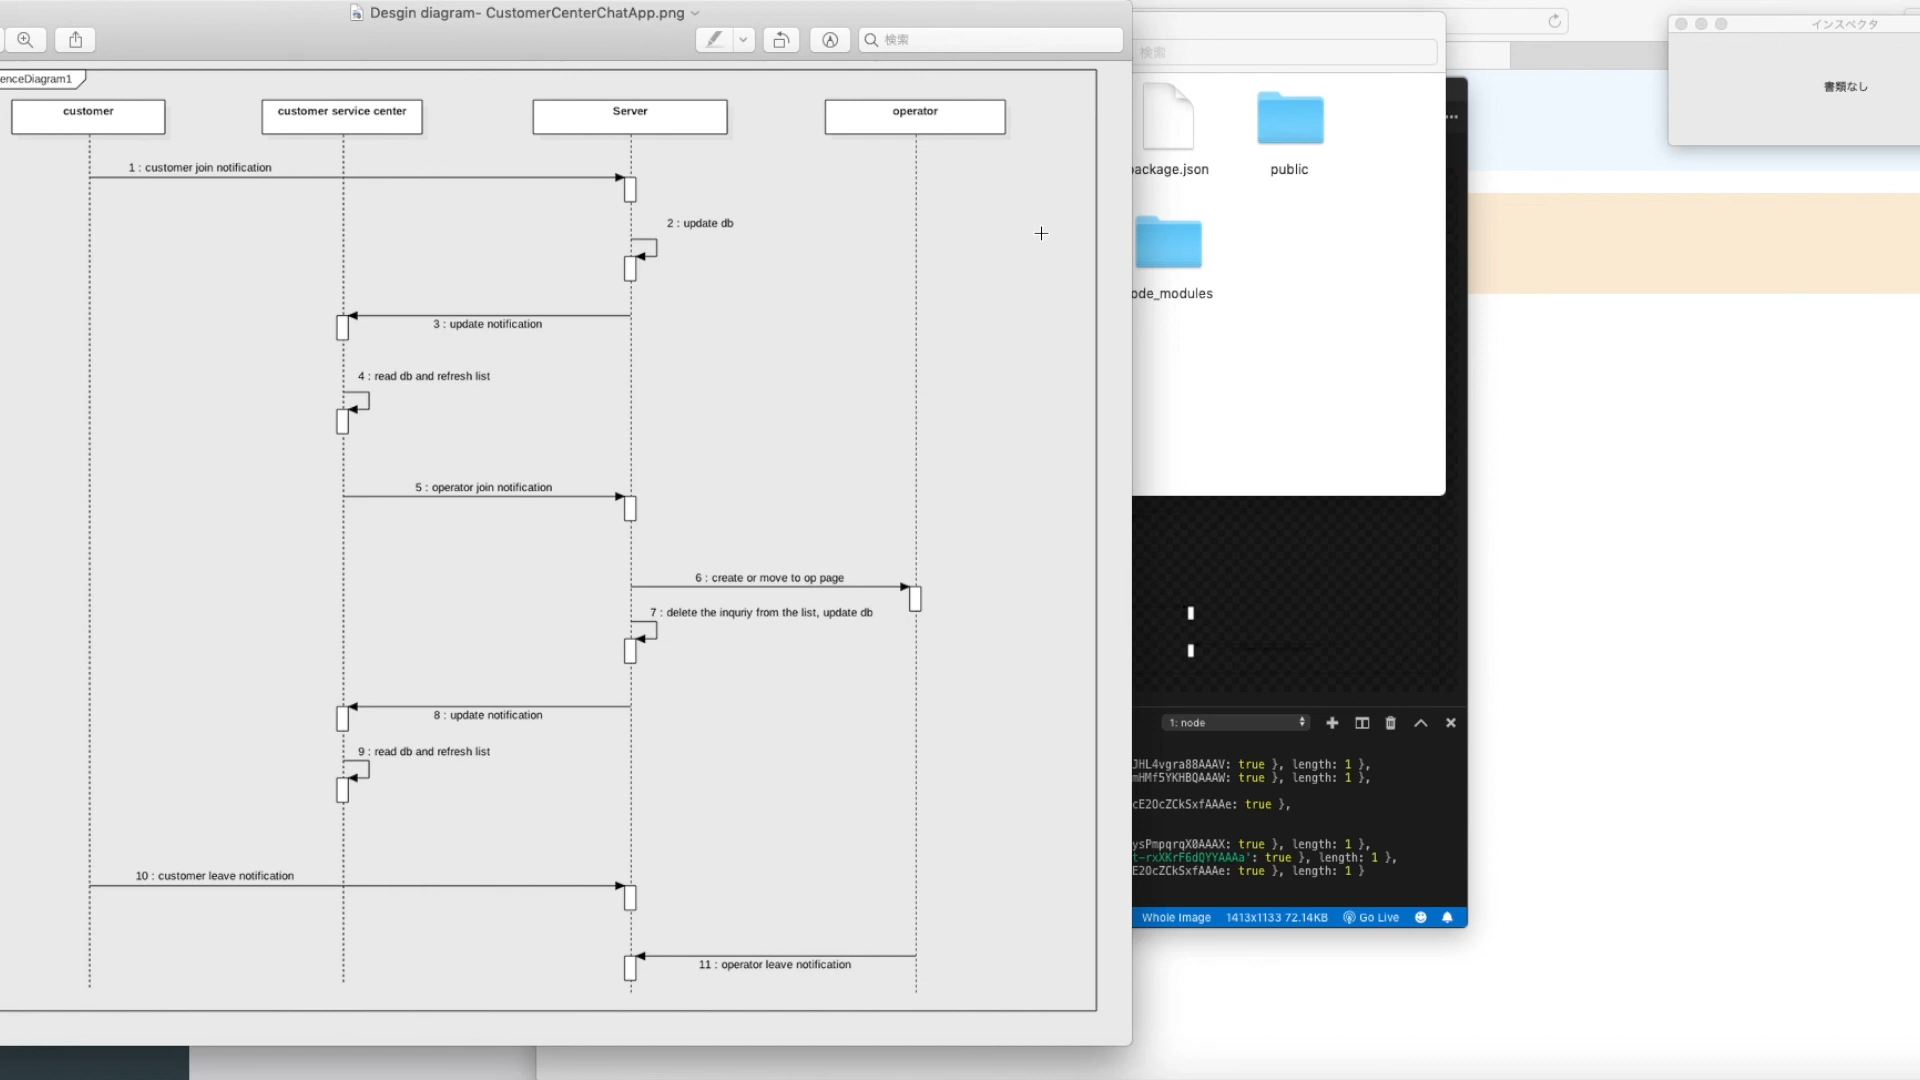 Desgin diagram- CustomerCenterChatApp.png
検索
enceDiagram1
customer
customer service center
Server
operator
1 : customer join notification
2 : update db
3 : update notification
4 : read db and refresh list
5 : operator join notification
6 : create or move to op page
7 : delete the inquriy from the list, update db
8 : update notification
9 : read db and refresh list
10 : customer leave notification
11 : operator leave notification
検索
package.json
public
ode_modules
インスペクタ
書類なし
1: node
JHL4vgra88AAAV: true }, length: 1 },
mHMf5YKHBQAAAW: true }, length: 1 },
cE2OcZCkSxfAAAe: true },
ysPmpqrqX0AAAX: true }, length: 1 },
t-rxXKrF6dQYYAAAa': true }, length: 1 },
E2OcZCkSxfAAAe: true }, length: 1 }
Whole Image 1413x1133 72.14KB Go Live